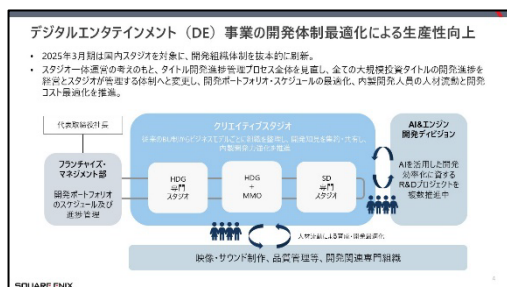 デジタルエンタテインメント（DE）事業の開発体制最適化による生産性向上
• 2025年3月期は国内スタジオを対象に、開発組織体制を抜本的に刷新。
• スタジオ一体運営の考えのもと、タイトル開発進捗管理プロセス全体を見直し、全ての大規模投資タイトルの開発進捗を
経営とスタジオが管理する体制へと変更し、開発ポートフォリオ・スケジュールの最適化、内製開発人員の人材流動と開発
コスト最適化を推進。
代表取締役社長
フランチャイズ・
マネジメント部
開発ポートフォリオ
のスケジュール及び
進捗管理
クリエイティブスタジオ
HDG
専門
スタジオ
HDG
+
MMO
SD
専門
スタジオ
AI&エンジン
開発ディビジョン
AIを活用した開発
効率化に資する
R&Dプロジェクトを
複数推進中
人材流動による育成・開発最適化
映像・サウンド制作、品質管理等、開発関連専門組織
SQUARE ENIX